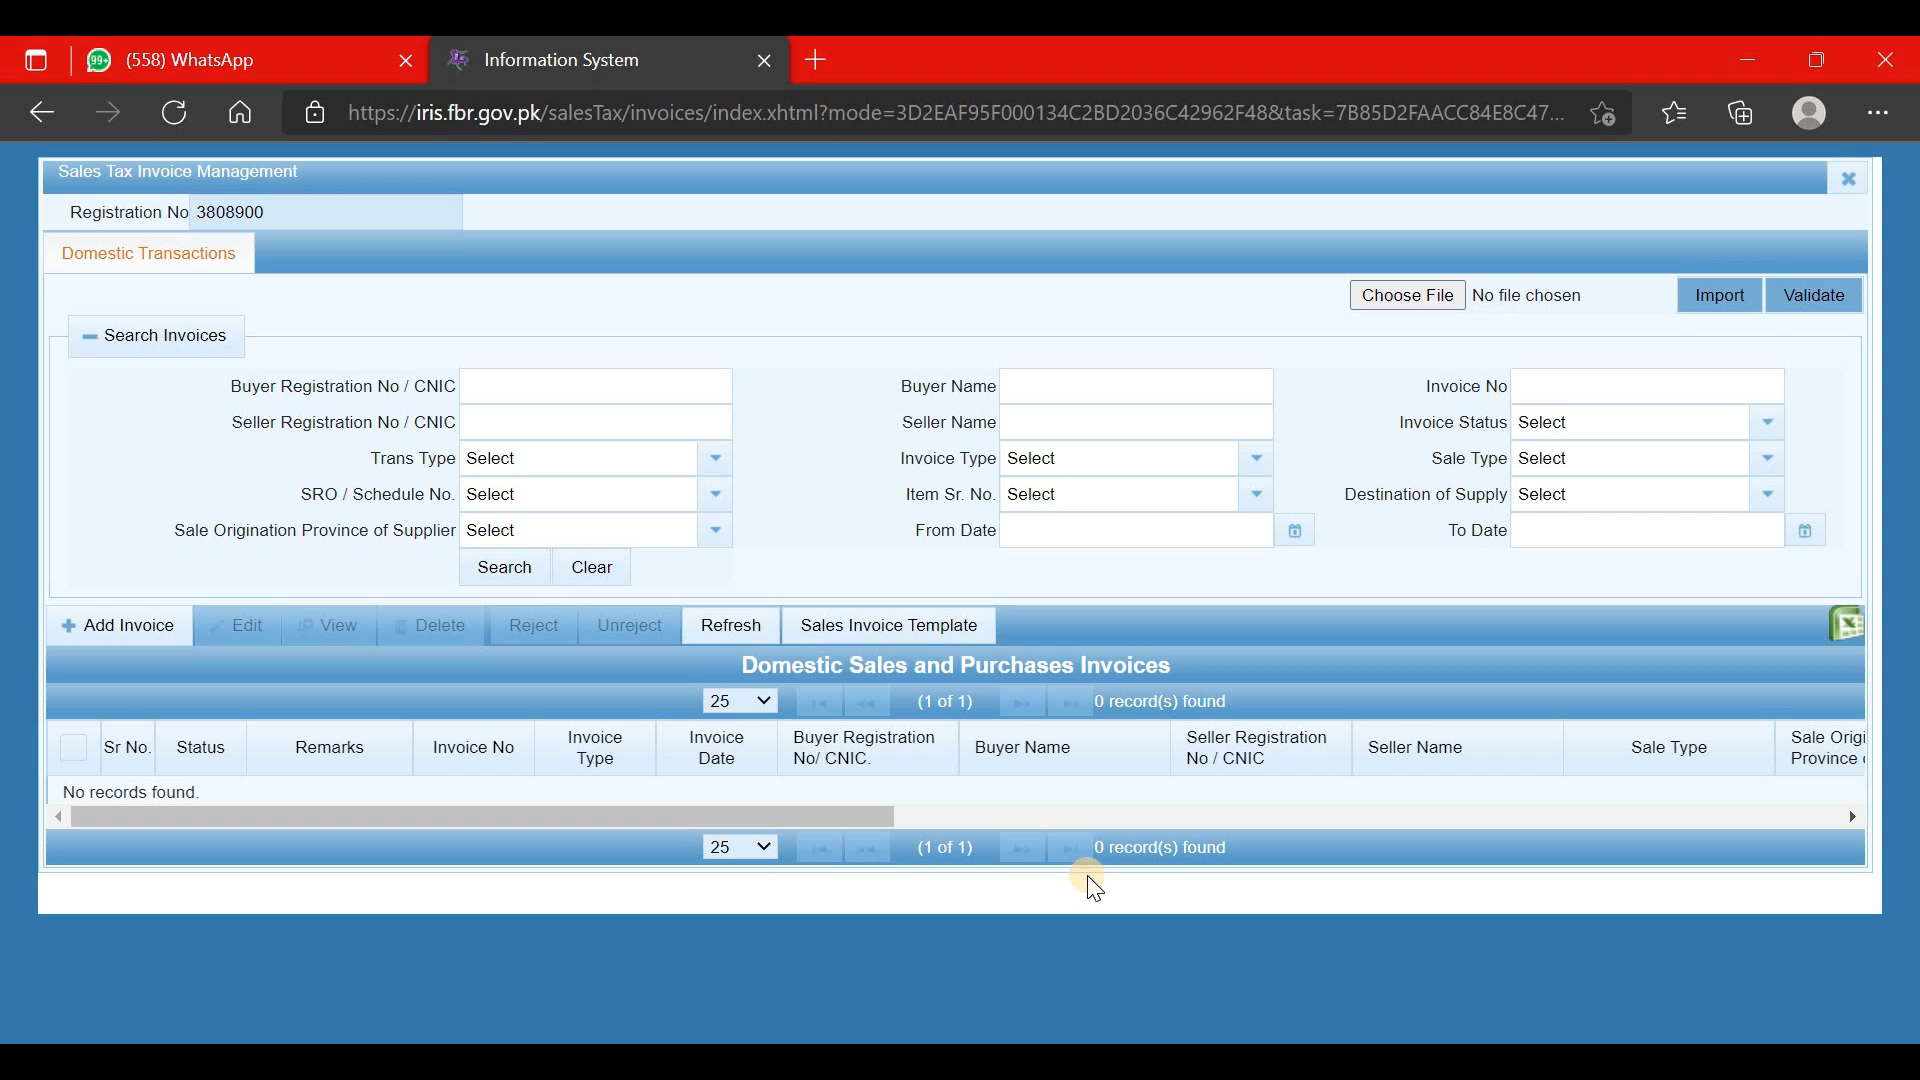 99+ (558) WhatsApp Information System
https://iris.fbr.gov.pk/salesTax/invoices/index.xhtml?mode=3D2EAF95F000134C2BD2036C42962F48&task=7B85D2FAACC84E8C47...
Sales Tax Invoice Management
Registration No 3808900
Domestic Transactions
Choose File No file chosen Import Validate
Search Invoices
Buyer Registration No / CNIC Buyer Name Invoice No
Seller Registration No / CNIC Seller Name Invoice Status Select
Trans Type Select Invoice Type Select Sale Type Select
SRO / Schedule No. Select Item Sr. No. Select Destination of Supply Select
Sale Origination Province of Supplier Select From Date To Date
Search Clear
Add Invoice Edit View Delete Reject Unreject Refresh Sales Invoice Template
Domestic Sales and Purchases Invoices
25 (1 of 1) 0 record(s) found
Sr No. Status Remarks Invoice No Invoice Type Invoice Date Buyer Registration No/ CNIC. Buyer Name Seller Registration No / CNIC Seller Name Sale Type Sale Origi Province
No records found.
25 (1 of 1) 0 record(s) found